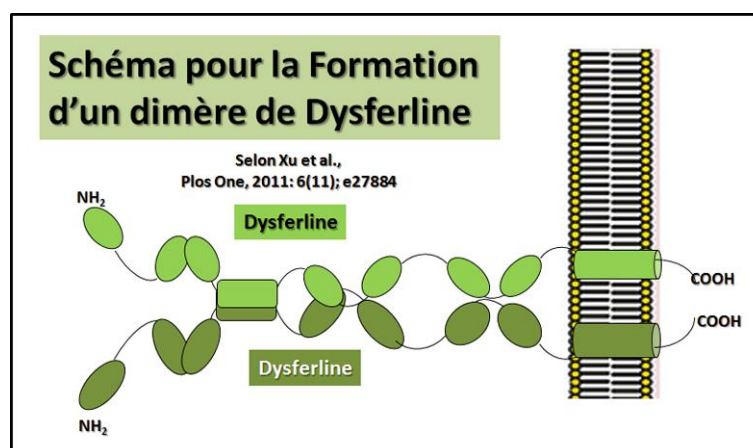 Schéma pour la Formation
d’un dimère de Dysferline
Selon Xu et al.,
Plos One, 2011: 6(11); e27884
NH₂
Dysferline
COOH
COOH
Dysferline
NH₂